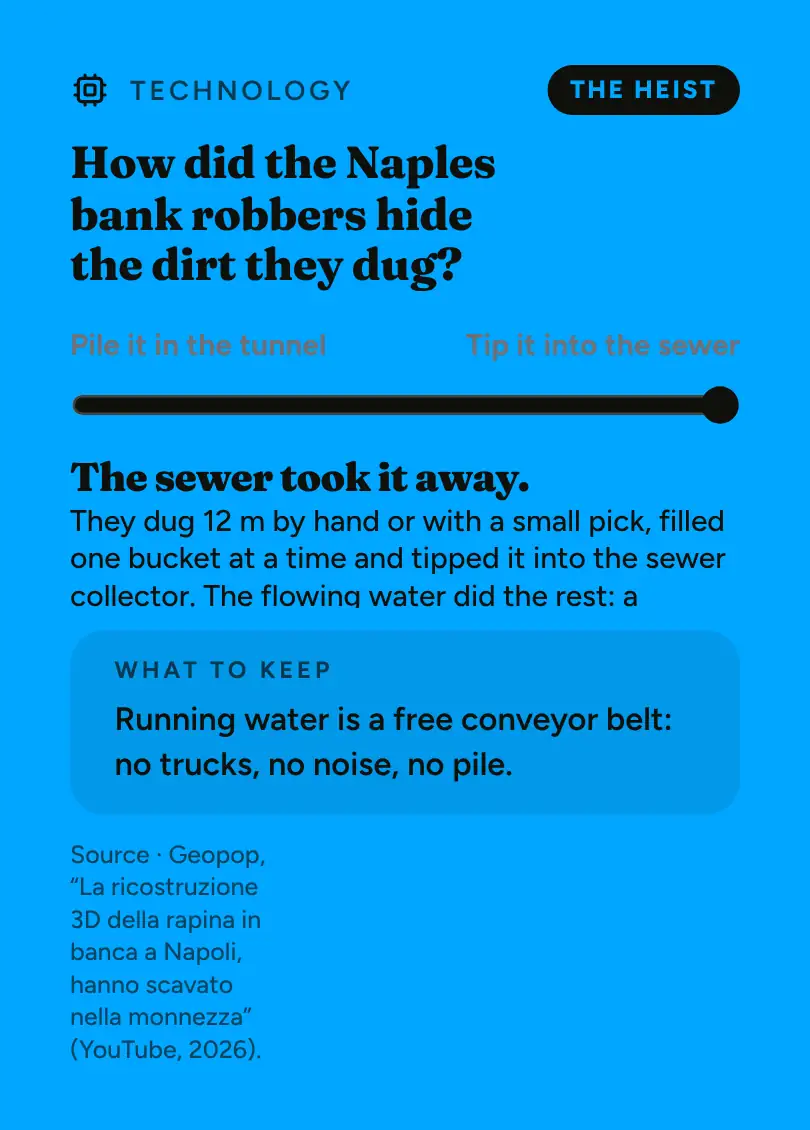 TECHNOLOGY
THE HEIST
How did the Naples
bank robbers hide
the dirt they dug?
Pile it in the tunnel
Tip it into the sewer
The sewer took it away.
They dug 12 m by hand or with a small pick, filled
one bucket at a time and tipped it into the sewer
collector. The flowing water did the rest: a
WHAT TO KEEP
Running water is a free conveyor belt:
no trucks, no noise, no pile.
Source · Geopop,
“La ricostruzione
3D della rapina in
banca a Napoli,
hanno scavato
nella monnezza”
(YouTube, 2026).